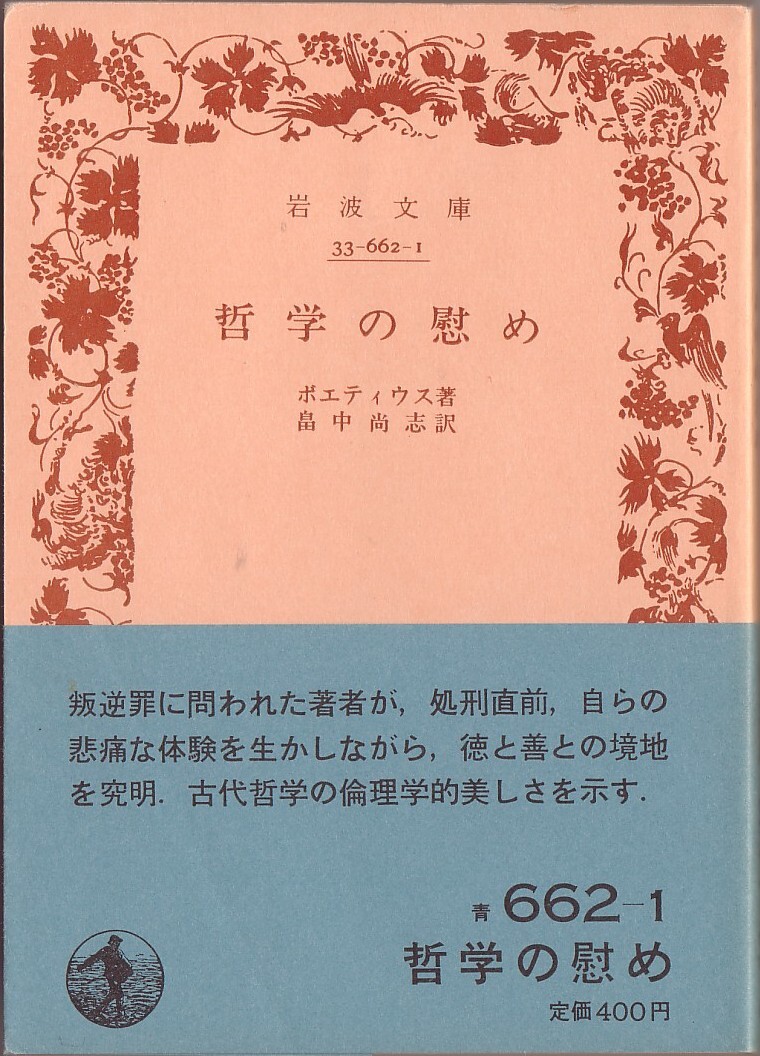 岩波文庫
33-662-1
哲学の慰め
ボエティウス著
畠中尚志訳
叛逆罪に問われた著者が，処刑直前，自らの
悲痛な体験を生かしながら，徳と善との境地
を究明．古代哲学の倫理学的美しさを示す．
青 662-1
哲学の慰め
定価400円